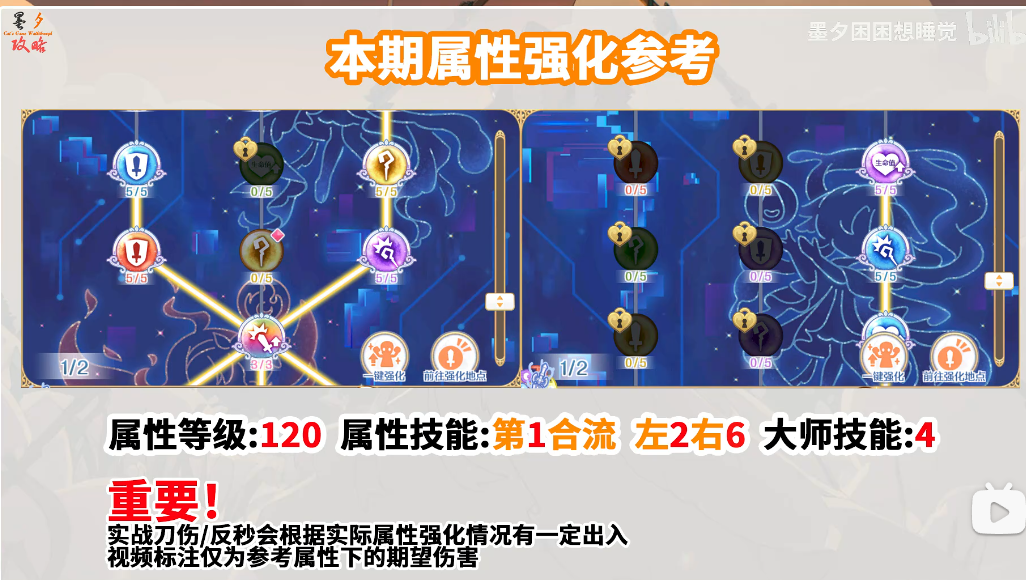 墨夕
Cat's Game Walkthrough
攻略
墨夕困困想睡觉 bilibili
本期属性强化参考
5/5 0/5 5/5
5/5 0/5 5/5
3/3
1/2 一键强化 前往强化地点
0/5 0/5 生命值 5/5
0/5 0/5 5/5
0/5 0/5
1/2 一键强化 前往强化地点
属性等级:120 属性技能:第1合流 左2右6 大师技能:4
重要!
实战刀伤/反秒会根据实际属性强化情况有一定出入
视频标注仅为参考属性下的期望伤害